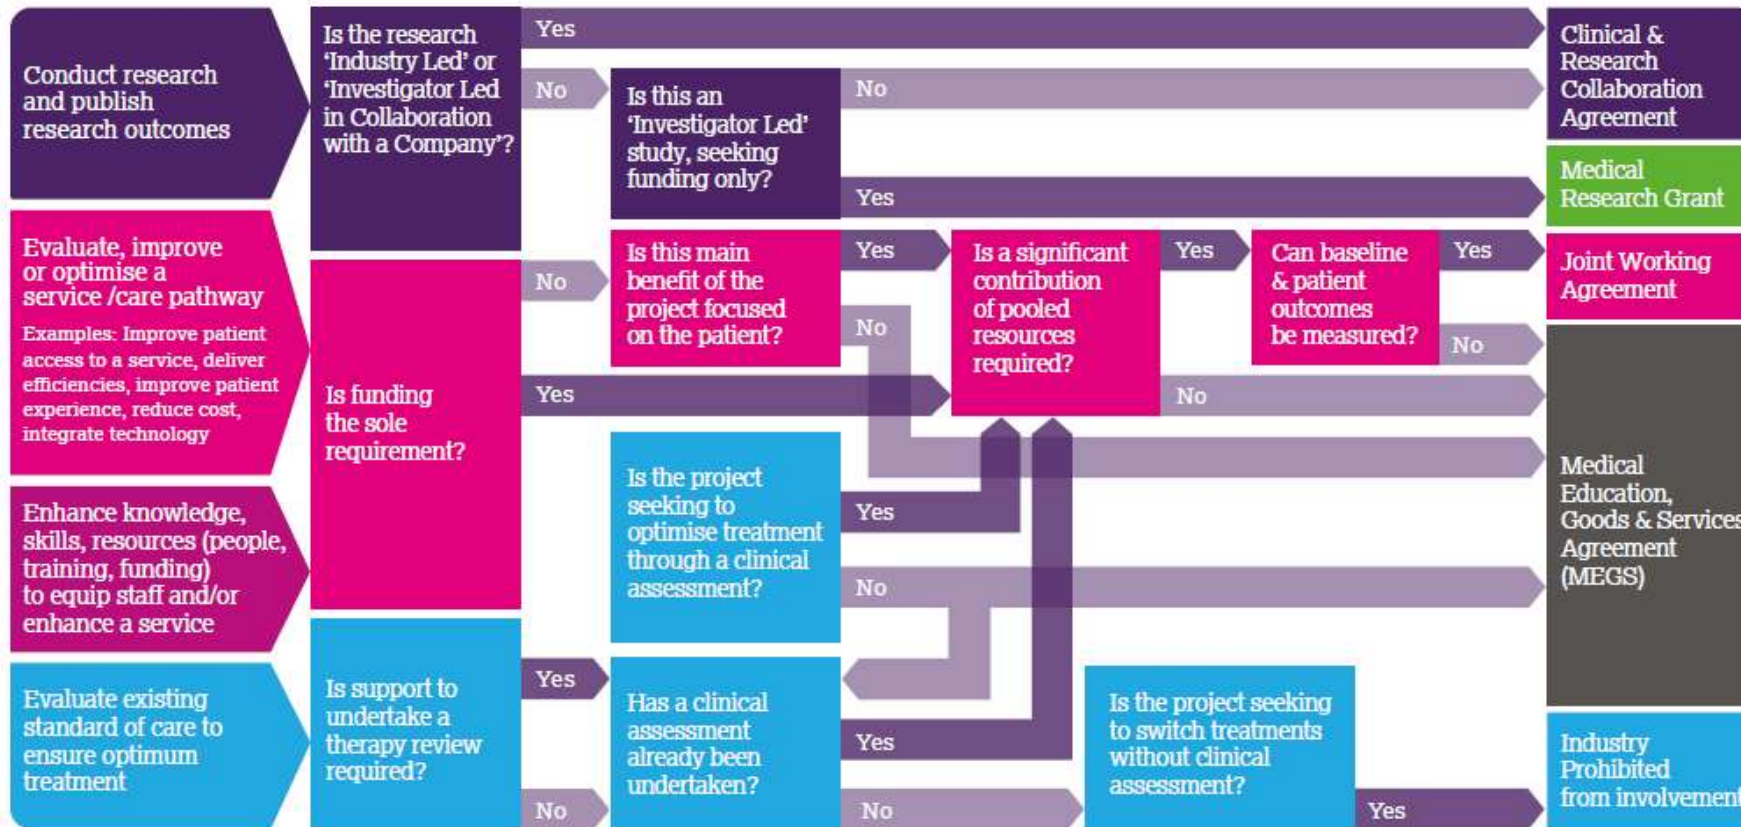 Conduct research
and publish
research outcomes
Is the research
‘Industry Led’ or
‘Investigator Led
in Collaboration
with a Company’?
Yes
No
Is this an
‘Investigator Led’
study, seeking
funding only?
No
Yes
Clinical &
Research
Collaboration
Agreement
Medical
Research Grant
Evaluate, improve
or optimise a
service /care pathway
Examples: Improve patient
access to a service, deliver
efficiencies, improve patient
experience, reduce cost,
integrate technology
Enhance knowledge,
skills, resources (people,
training, funding)
to equip staff and/or
enhance a service
Is funding
the sole
requirement?
No
Yes
Is this main
benefit of the
project focused
on the patient?
Yes
No
Is a significant
contribution
of pooled
resources
required?
Yes
No
Can baseline
& patient
outcomes
be measured?
Yes
No
Joint Working
Agreement
Medical
Education,
Goods & Services
Agreement
(MEGS)
Is the project
seeking to
optimise treatment
through a clinical
assessment?
Yes
No
Evaluate existing
standard of care to
ensure optimum
treatment
Is support to
undertake a
therapy review
required?
Yes
No
Has a clinical
assessment
already been
undertaken?
Yes
No
Is the project seeking
to switch treatments
without clinical
assessment?
Yes
Industry
Prohibited
from involvement